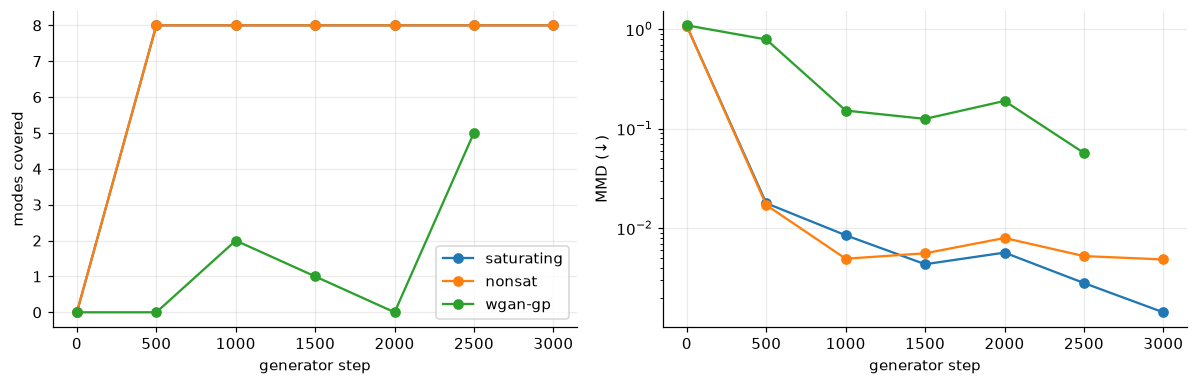 modes covered
8
7
6
5
4
3
2
1
0
0 500 1000 1500 2000 2500 3000
generator step
saturating
nonsat
wgan-gp
MMD (↓)
10⁰
10⁻¹
10⁻²
0 500 1000 1500 2000 2500 3000
generator step